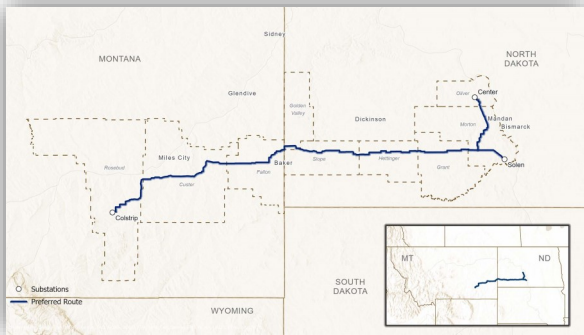 Sidney
MONTANA
NORTH
DAKOTA
Glendive
Center
Oliver
Golden
Valley
Dickinson
Mandan
Bismarck
Morton
Miles City
Baker
Rosebud
Custer
Fallon
Slope
Hettinger
Grant
Solen
Colstrip
Substations
Preferred Route
SOUTH
DAKOTA
WYOMING
MT
ND